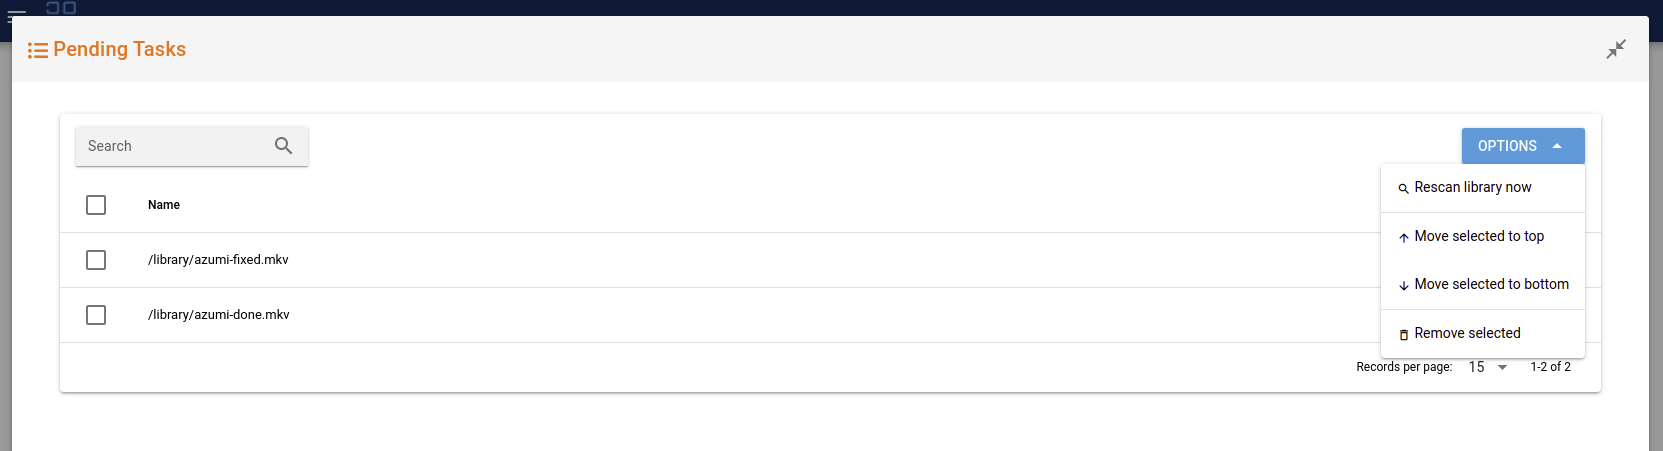 Pending Tasks
Search
OPTIONS
Rescan library now
Move selected to top
Move selected to bottom
Remove selected
Name
/library/azumi-fixed.mkv
/library/azumi-done.mkv
Records per page: 15 1-2 of 2